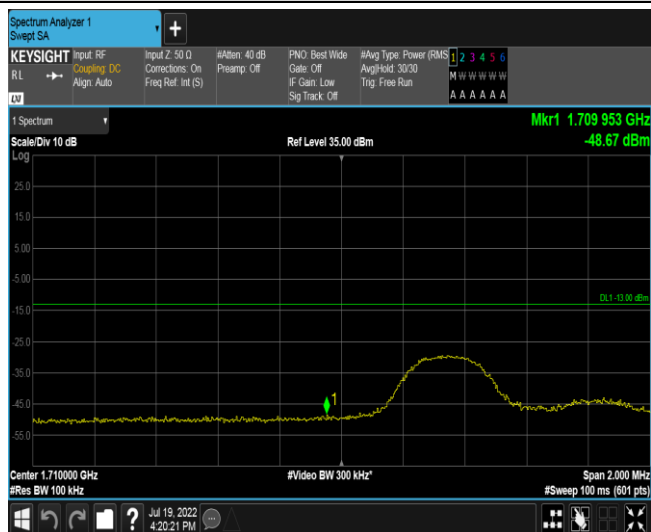 Spectrum Analyzer 1
Swept SA
+
KEYSIGHT
RL
LXI
Input: RF
Coupling: DC
Align: Auto
Input Z: 50 Ω
Corrections: On
Freq Ref: Int (S)
#Atten: 40 dB
Preamp: Off
PNO: Best Wide
Gate: Off
IF Gain: Low
Sig Track: Off
#Avg Type: Power (RMS
Avg|Hold: 30/30
Trig: Free Run
1 2 3 4 5 6
M W W W W W
A A A A A A
1 Spectrum
Mkr1 1.709 953 GHz
-48.67 dBm
Scale/Div 10 dB
Ref Level 35.00 dBm
Log
25.0
15.0
5.00
-5.00
DL1 -13.00 dBm
-15.0
-25.0
-35.0
1
-45.0
-55.0
Center 1.710000 GHz
#Video BW 300 kHz*
Span 2.000 MHz
#Res BW 100 kHz
#Sweep 100 ms (601 pts)
?
Jul 19, 2022
4:20:21 PM